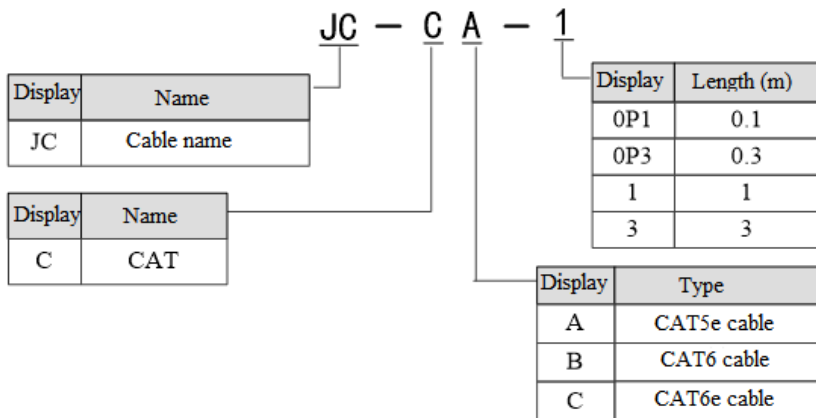 JC - C A - 1
Display Name
JC Cable name
Display Name
C CAT
Display Length (m)
0P1 0.1
0P3 0.3
1 1
3 3
Display Type
A CAT5e cable
B CAT6 cable
C CAT6e cable